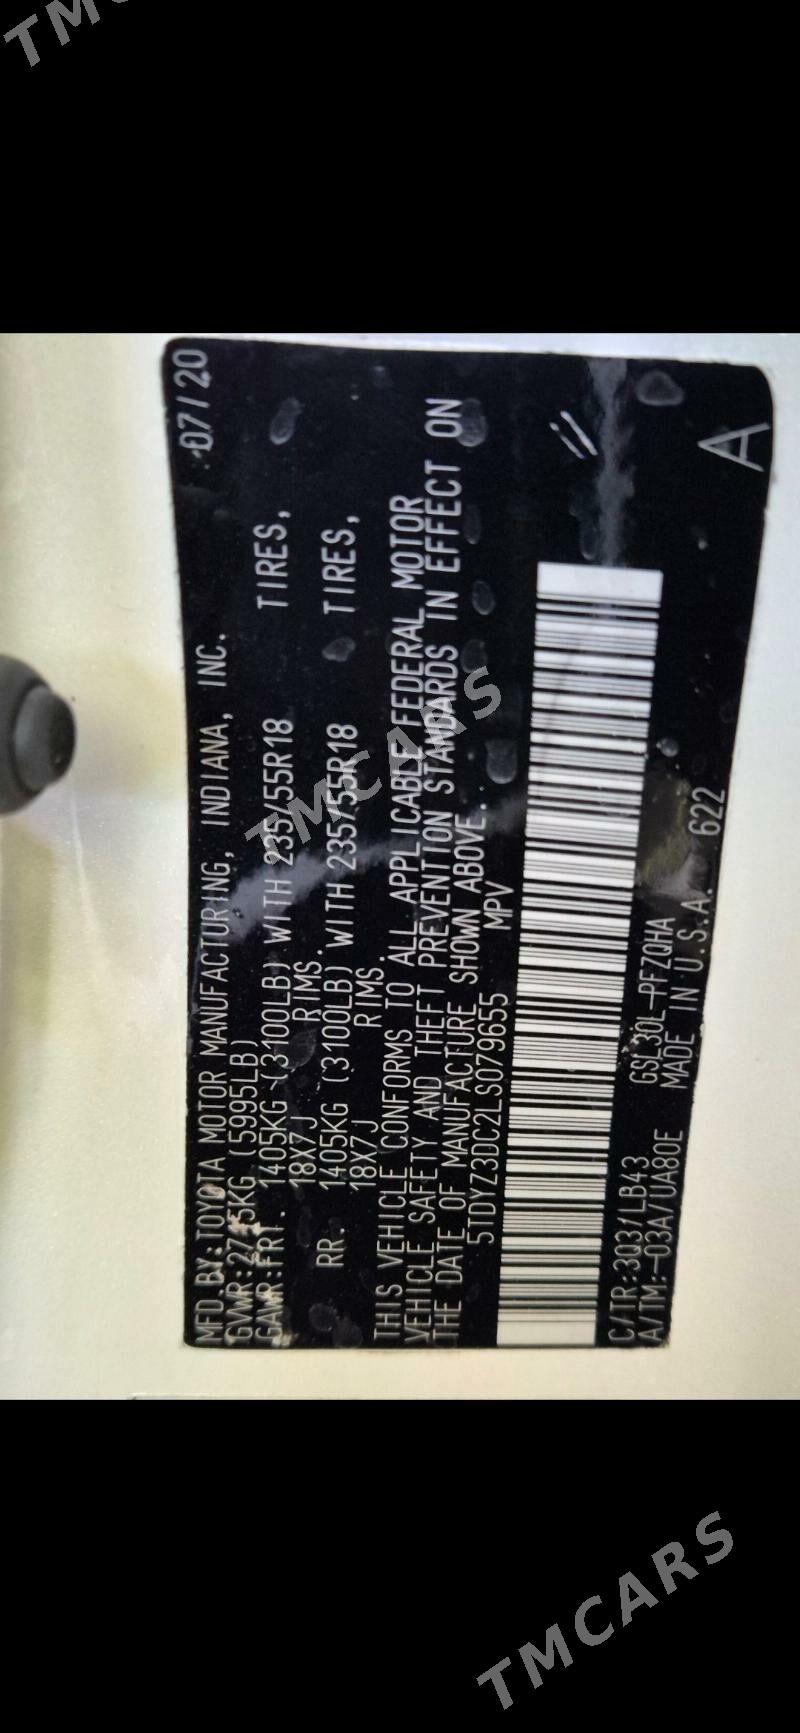 MFD.BY:TOYOTA MOTOR MANUFACTURING, INDIANA, INC. 07/20
GVWR:2715KG (5995LB)
GAWR:FRT. 1405KG (3100LB) WITH 235/55R18 TIRES,
18X7J RIMS.
RR. 1405KG (3100LB) WITH 235/55R18 TIRES,
18X7J RIMS.
THIS VEHICLE CONFORMS TO ALL APPLICABLE FEDERAL MOTOR
VEHICLE SAFETY AND THEFT PREVENTION STANDARDS IN EFFECT ON
THE DATE OF MANUFACTURE SHOWN ABOVE.
5TDYZ3DC2LS079655 MPV
C/TR:3Q3/LB43 GSL30L-PFZQHA
A/TM:-03A/UA80E MADE IN U.S.A. 622
A
TMCARS
TMCARS